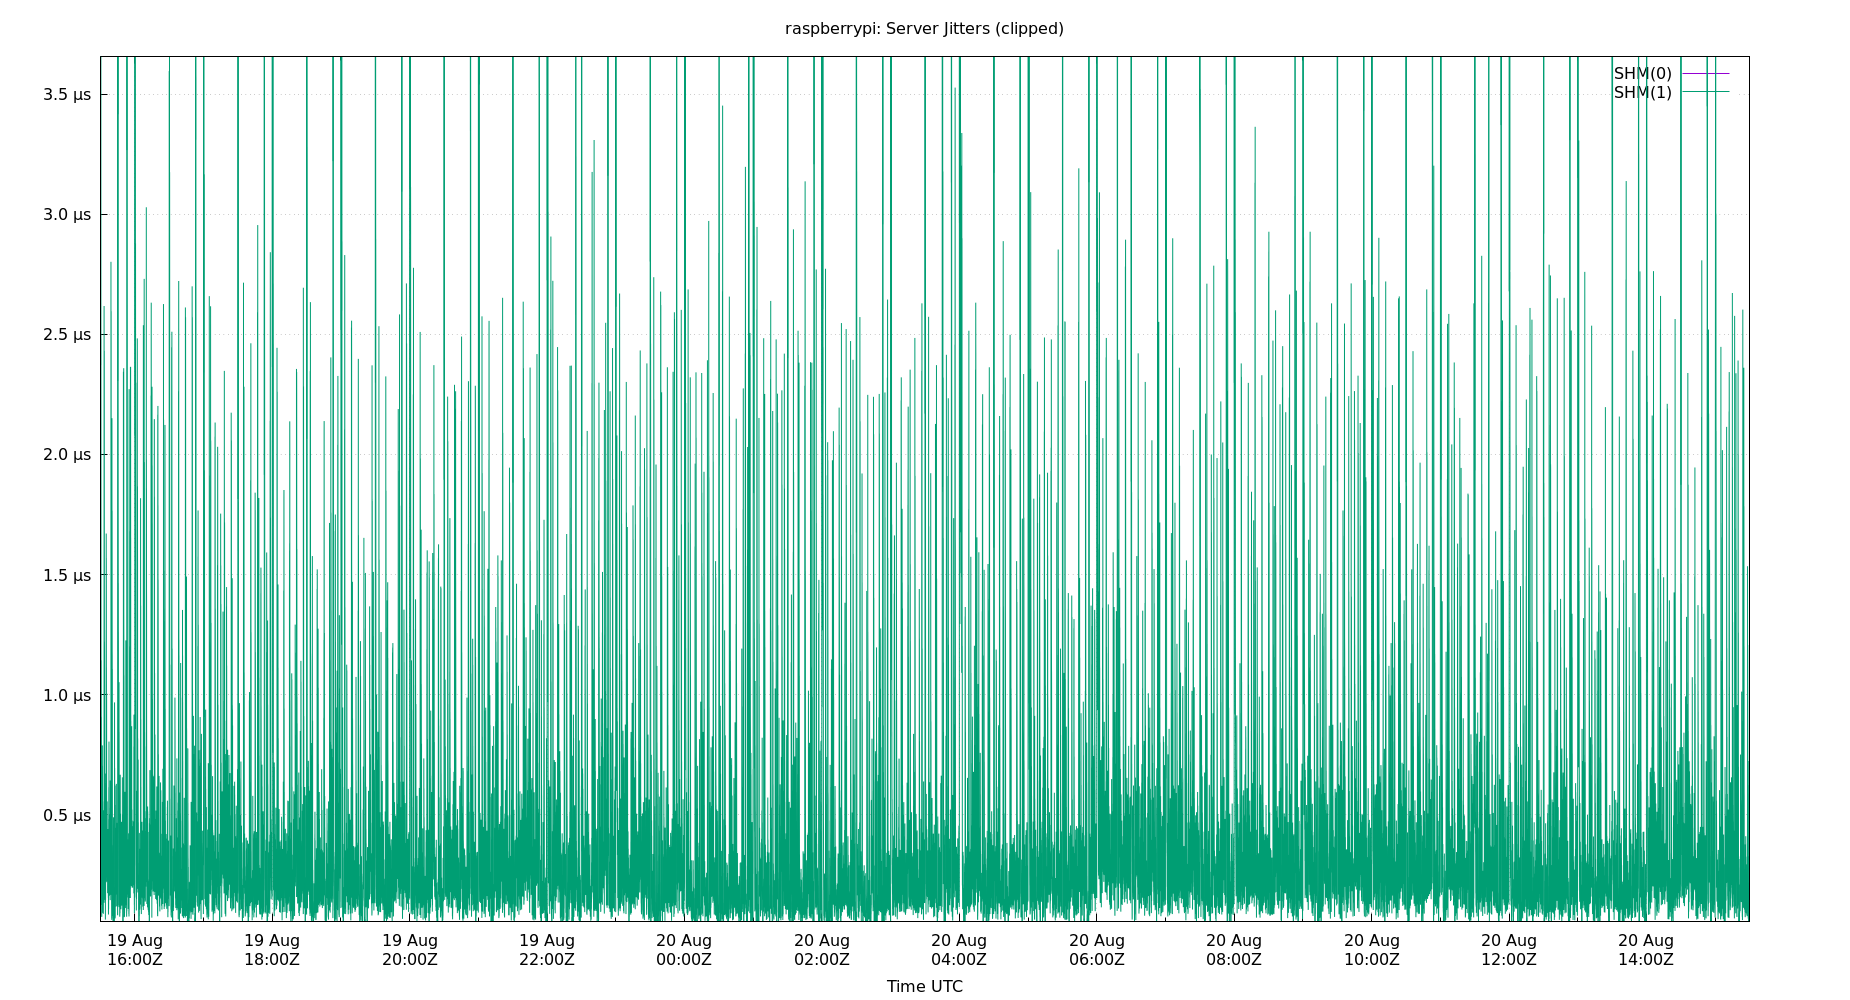 raspberrypi: Server Jitters (clipped)
SHM(0)
SHM(1)
3.5 µs
3.0 µs
2.5 µs
2.0 µs
1.5 µs
1.0 µs
0.5 µs
19 Aug 19 Aug 19 Aug 19 Aug 20 Aug 20 Aug 20 Aug 20 Aug 20 Aug 20 Aug 20 Aug 20 Aug
16:00Z 18:00Z 20:00Z 22:00Z 00:00Z 02:00Z 04:00Z 06:00Z 08:00Z 10:00Z 12:00Z 14:00Z
Time UTC